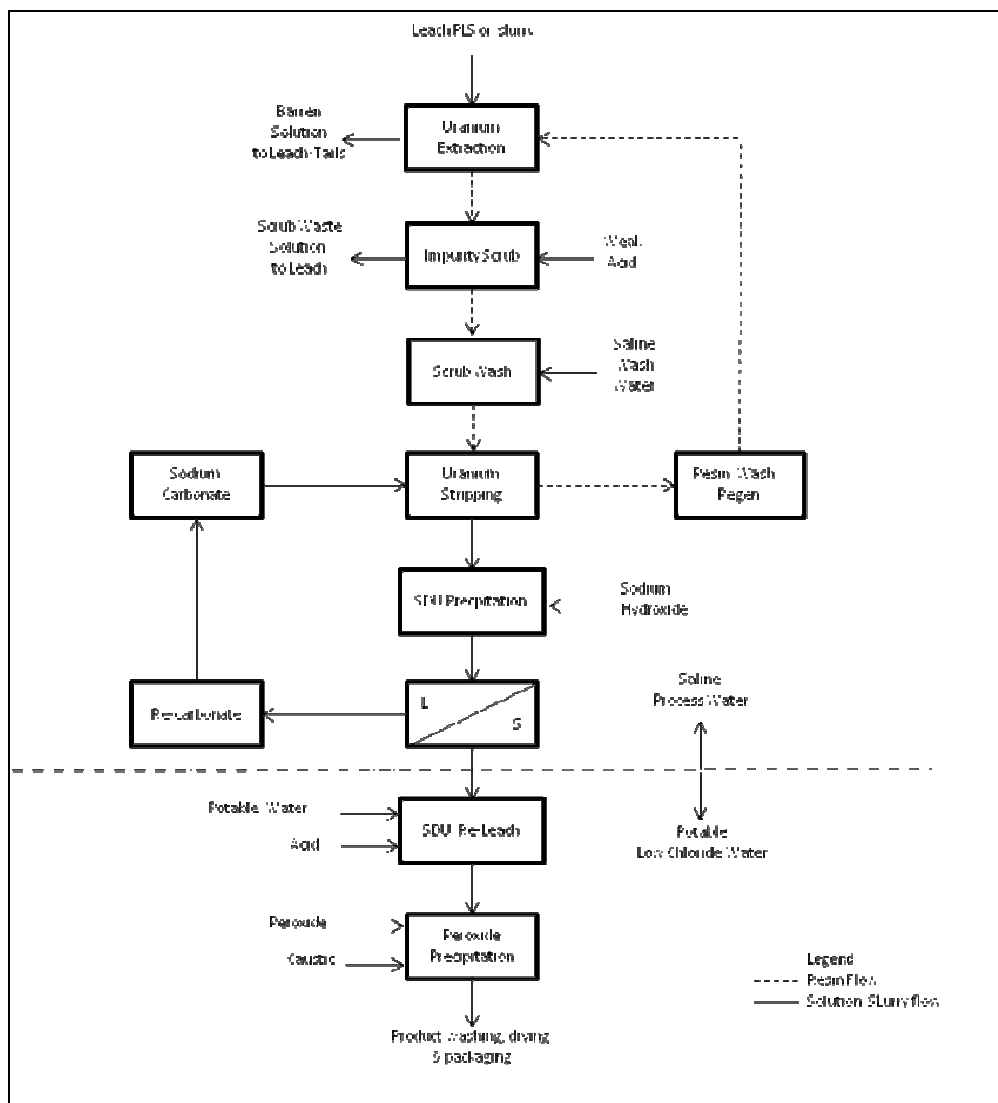 Leach PLS or slurry
Barren
Solution
to Leach-Tails
Uranium
Extraction
Scrub Waste
Solution
to Leach
Impurity Scrub
Weak
Acid
Scrub Wash
Saline
Wash
Water
Sodium
Carbonate
Uranium
Stripping
Resin Wash
Regen
SDU Precpitation
Sodium
Hydroxide
Re-carbonate
L
S
Saline
Process Water
Potable Water
Acid
SDU Re-Leach
Potable
Low Chloride Water
Peroxide
Caustic
Peroxide
Precipitation
Legend
Resin Flow
Solution SLurry flow
Product washing, drying
& packaging